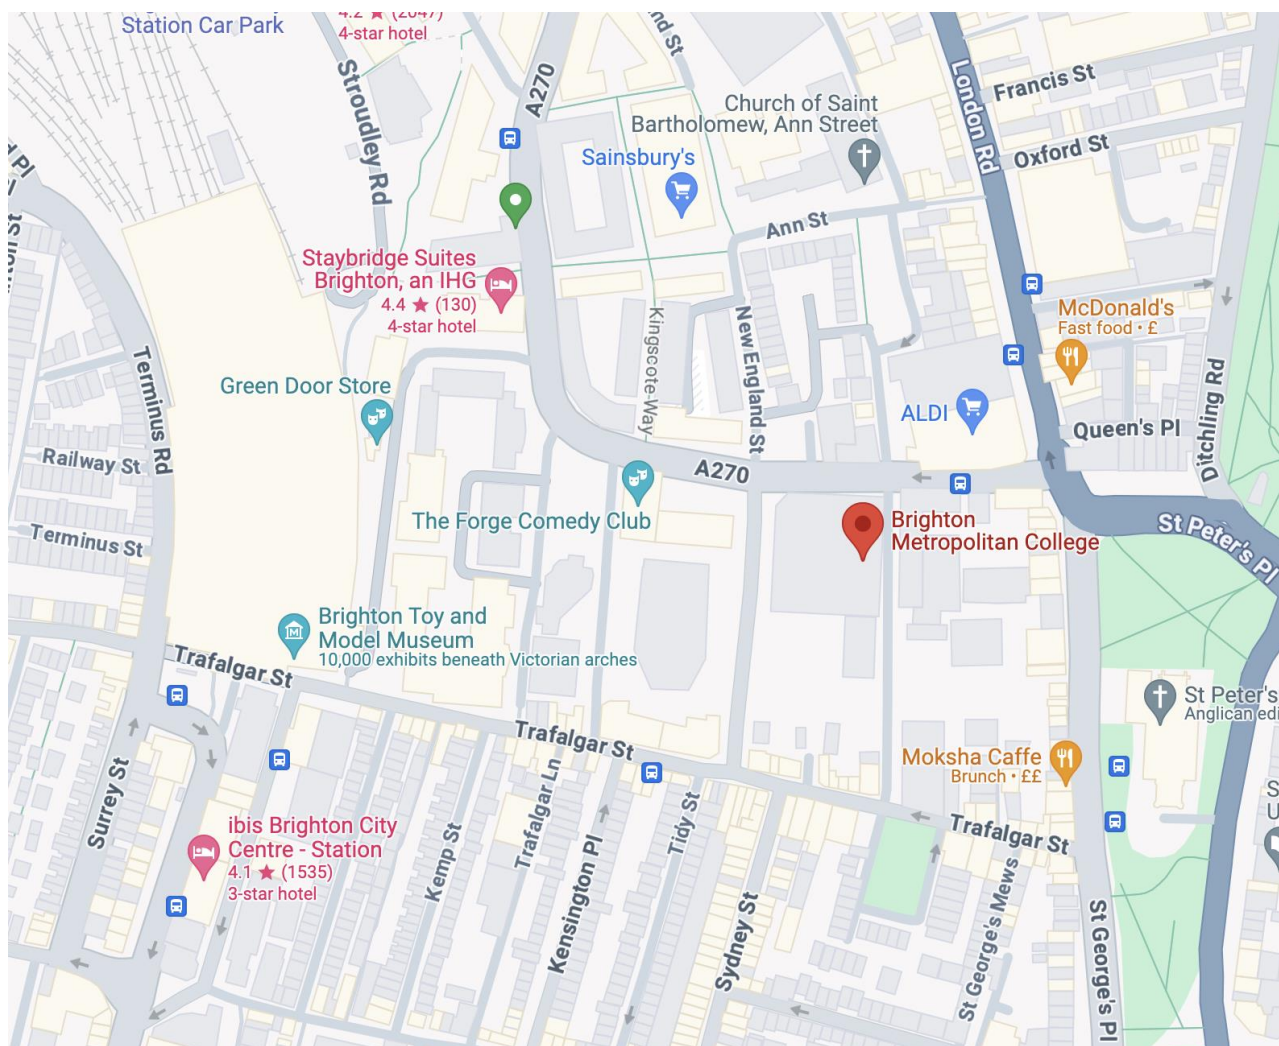 Station Car Park
4.2 ★ (2047)
4-star hotel
A270
London Rd
Francis St
Oxford St
Stroudley Rd
Church of Saint
Bartholomew, Ann Street
Sainsbury's
Ann St
Staybridge Suites
Brighton, an IHG
4.4 ★ (130)
4-star hotel
McDonald's
Fast food • £
Kingscote-Way
New England St
Terminus Rd
Green Door Store
ALDI
Queen's Pl
Ditchling Rd
Railway St
A270
The Forge Comedy Club
Brighton
Metropolitan College
St Peter's Pl
Terminus St
Brighton Toy and
Model Museum
10,000 exhibits beneath Victorian arches
Trafalgar St
St Peter's
Anglican edi
Trafalgar St
Moksha Caffe
Brunch • ££
Surrey St
Trafalgar Ln
Tidy St
Trafalgar St
ibis Brighton City
Centre - Station
4.1 ★ (1535)
3-star hotel
Kemp St
Kensington Pl
Sydney St
St George's Mews
St George's Pl